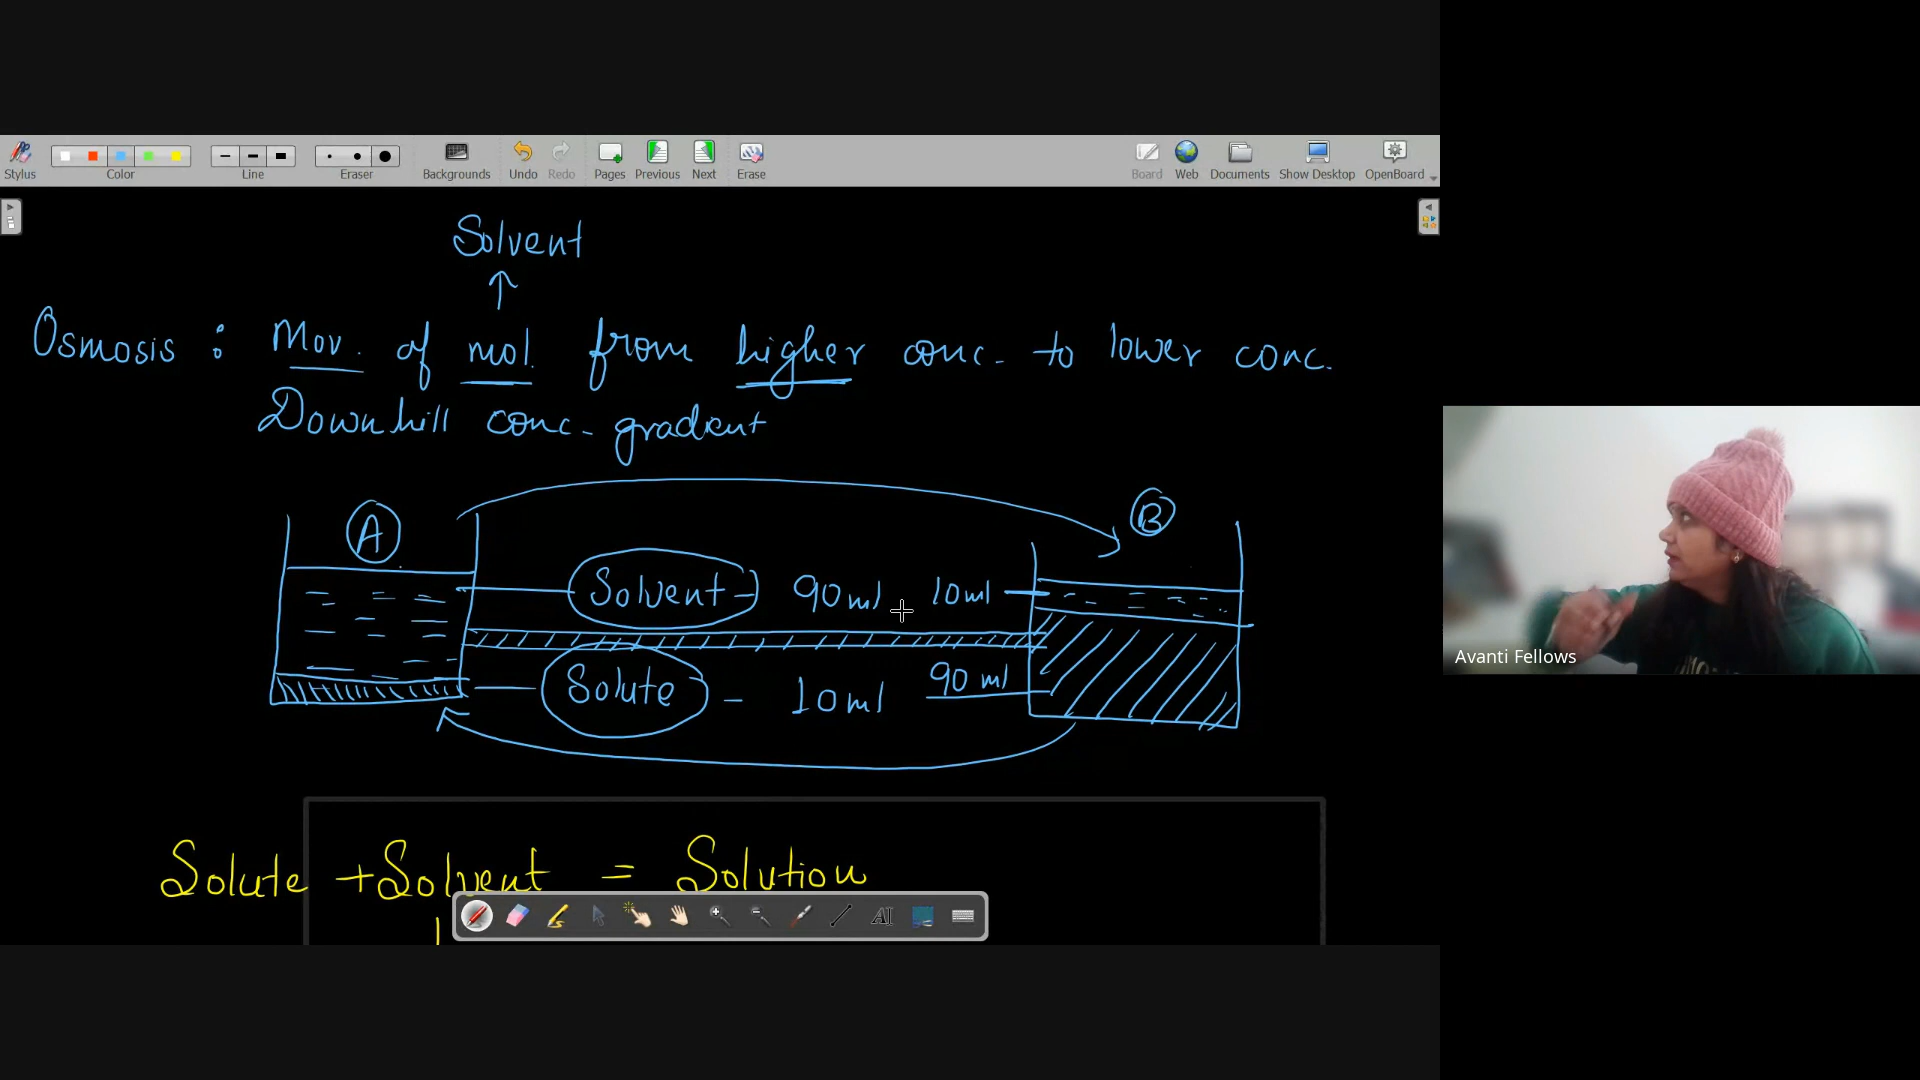 Stylus
Color
Line
Eraser
Backgrounds
Undo
Redo
Pages
Previous
Next
Erase
Board
Web
Documents
Show Desktop
OpenBoard
Solvent
↑
Osmosis : Mov. of mol. from higher conc. to lower conc.
Downhill conc- gradient
A
B
Solvent - 90ml 10ml
Solute - 10ml 90ml
Solute + Solvent = Solution
AI
Avanti Fellows